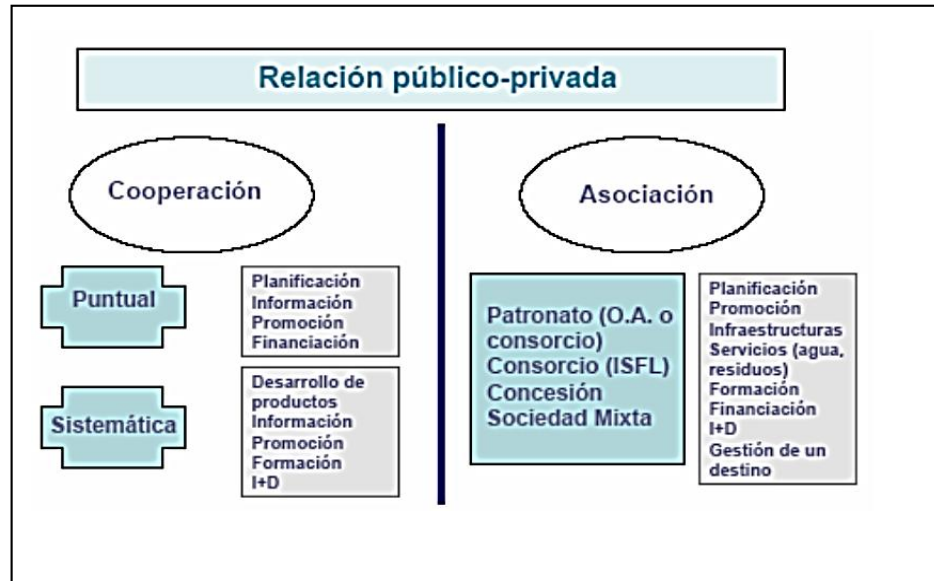 Relación público-privada
Cooperación
Puntual
Planificación
Información
Promoción
Financiación
Sistemática
Desarrollo de
productos
Información
Promoción
Formación
I+D
Asociación
Patronato (O.A. o
consorcio)
Consorcio (ISFL)
Concesión
Sociedad Mixta
Planificación
Promoción
Infraestructuras
Servicios (agua,
residuos)
Formación
Financiación
I+D
Gestión de un
destino